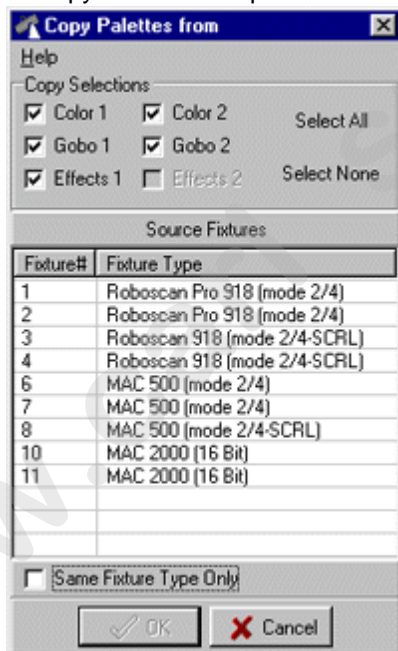 Copy Palettes from
Help
Copy Selections
Color 1 Color 2 Select All
Gobo 1 Gobo 2
Effects 1 Effects 2 Select None
Source Fixtures
Fixture# Fixture Type
1 Roboscan Pro 918 (mode 2/4)
2 Roboscan Pro 918 (mode 2/4)
3 Roboscan 918 (mode 2/4-SCRL)
4 Roboscan 918 (mode 2/4-SCRL)
6 MAC 500 (mode 2/4)
7 MAC 500 (mode 2/4)
8 MAC 500 (mode 2/4-SCRL)
10 MAC 2000 (16 Bit)
11 MAC 2000 (16 Bit)
Same Fixture Type Only
OK Cancel